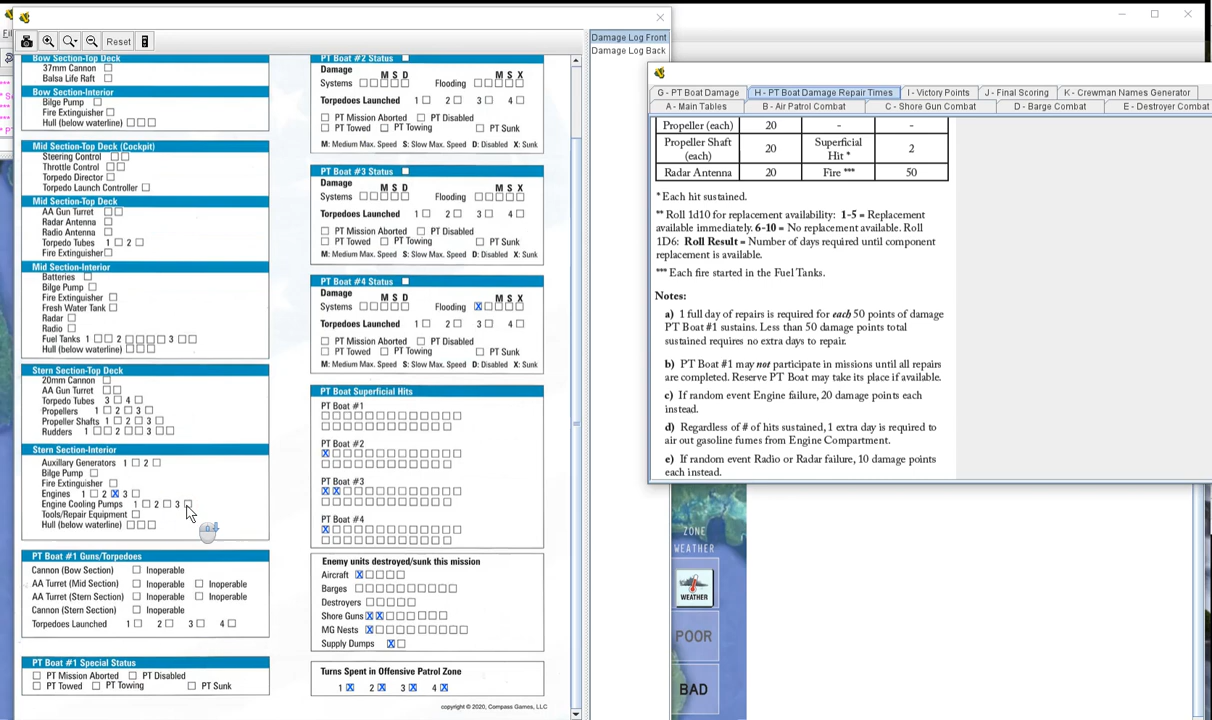 Reset
Damage Log Front
Damage Log Back
Bow Section-Top Deck
37mm Cannon
Balsa Life Raft
Bow Section-Interior
Bilge Pump
Fire Extinguisher
Hull (below waterline)
Mid Section-Top Deck (Cockpit)
Steering Control
Throttle Control
Torpedo Director
Torpedo Launch Controller
Mid Section-Top Deck
AA Gun Turret
Radar Antenna
Radio Antenna
Torpedo Tubes 1 2
Fire Extinguisher
Mid Section-Interior
Batteries
Bilge Pump
Fire Extinguisher
Fresh Water Tank
Radar
Radio
Fuel Tanks 1 2 3
Hull (below waterline)
Stern Section-Top Deck
20mm Cannon
AA Gun Turret
Torpedo Tubes 3 4
Propellers 1 2 3
Propeller Shafts 1 2 3
Rudders 1 2 3
Stern Section-Interior
Auxillary Generators 1 2
Bilge Pump
Fire Extinguisher
Engines 1 2 X 3
Engine Cooling Pumps 1 2 3
Tools/Repair Equipment
Hull (below waterline)
PT Boat #1 Guns/Torpedoes
Cannon (Bow Section) Inoperable
AA Turret (Mid Section) Inoperable Inoperable
AA Turret (Stern Section) Inoperable Inoperable
Cannon (Stern Section) Inoperable
Torpedoes Launched 1 2 3 4
PT Boat #1 Special Status
PT Mission Aborted PT Disabled
PT Towed PT Towing PT Sunk
PT Boat #2 Status
Damage
M S D M S X
Systems Flooding
Torpedoes Launched 1 2 3 4
PT Mission Aborted PT Disabled
PT Towed PT Towing PT Sunk
M: Medium Max. Speed S: Slow Max. Speed D: Disabled X: Sunk
PT Boat #3 Status
Damage
M S D M S X
Systems Flooding
Torpedoes Launched 1 2 3 4
PT Mission Aborted PT Disabled
PT Towed PT Towing PT Sunk
M: Medium Max. Speed S: Slow Max. Speed D: Disabled X: Sunk
PT Boat #4 Status
Damage
M S D M S X
Systems Flooding X
Torpedoes Launched 1 2 3 4
PT Mission Aborted PT Disabled
PT Towed PT Towing PT Sunk
M: Medium Max. Speed S: Slow Max. Speed D: Disabled X: Sunk
PT Boat Superficial Hits
PT Boat #1
PT Boat #2
X
PT Boat #3
X X
PT Boat #4
X
Enemy units destroyed/sunk this mission
Aircraft X
Barges
Destroyers
Shore Guns X X
MG Nests X
Supply Dumps X
Turns Spent in Offensive Patrol Zone
1 X 2 X 3 X 4 X
copyright © 2020, Compass Games, LLC
G - PT Boat Damage H - PT Boat Damage Repair Times I - Victory Points J - Final Scoring K - Crewman Names Generator
A - Main Tables B - Air Patrol Combat C - Shore Gun Combat D - Barge Combat E - Destroyer Combat
Propeller (each) 20 - -
Propeller Shaft (each) 20 Superficial Hit * 2
Radar Antenna 20 Fire *** 50
* Each hit sustained.
** Roll 1d10 for replacement availability: 1-5 = Replacement
available immediately. 6-10 = No replacement available. Roll
1D6: Roll Result = Number of days required until component
replacement is available.
*** Each fire started in the Fuel Tanks.
Notes:
a) 1 full day of repairs is required for each 50 points of damage
PT Boat #1 sustains. Less than 50 damage points total
sustained requires no extra days to repair.
b) PT Boat #1 may not participate in missions until all repairs
are completed. Reserve PT Boat may take its place if available.
c) If random event Engine failure, 20 damage points each
instead.
d) Regardless of # of hits sustained, 1 extra day is required to
air out gasoline fumes from Engine Compartment.
e) If random event Radio or Radar failure, 10 damage points
each instead.
ZONE
WEATHER
WEATHER
POOR
BAD